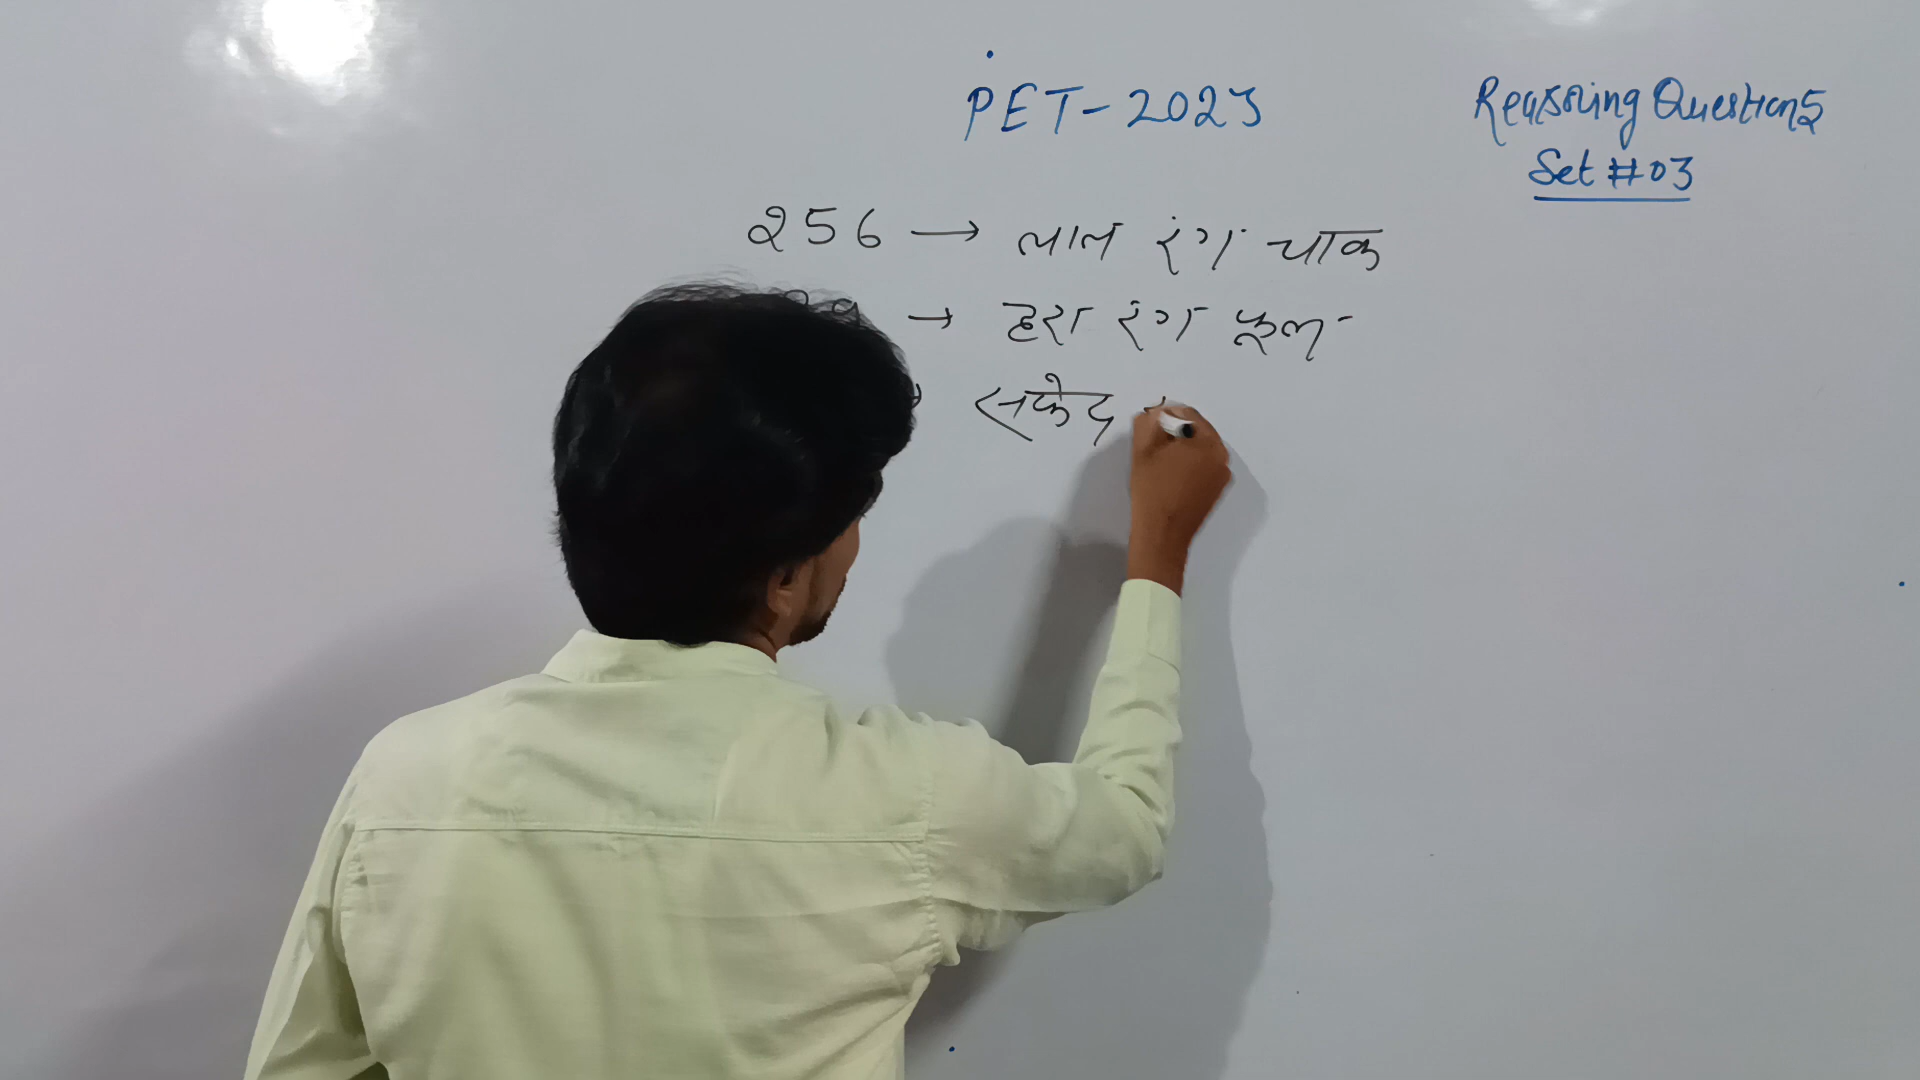 PET-2023
Reasoning Questions
Set #03
256 → लाल रंग चाक
→ हरा रंग फूल
सफेद